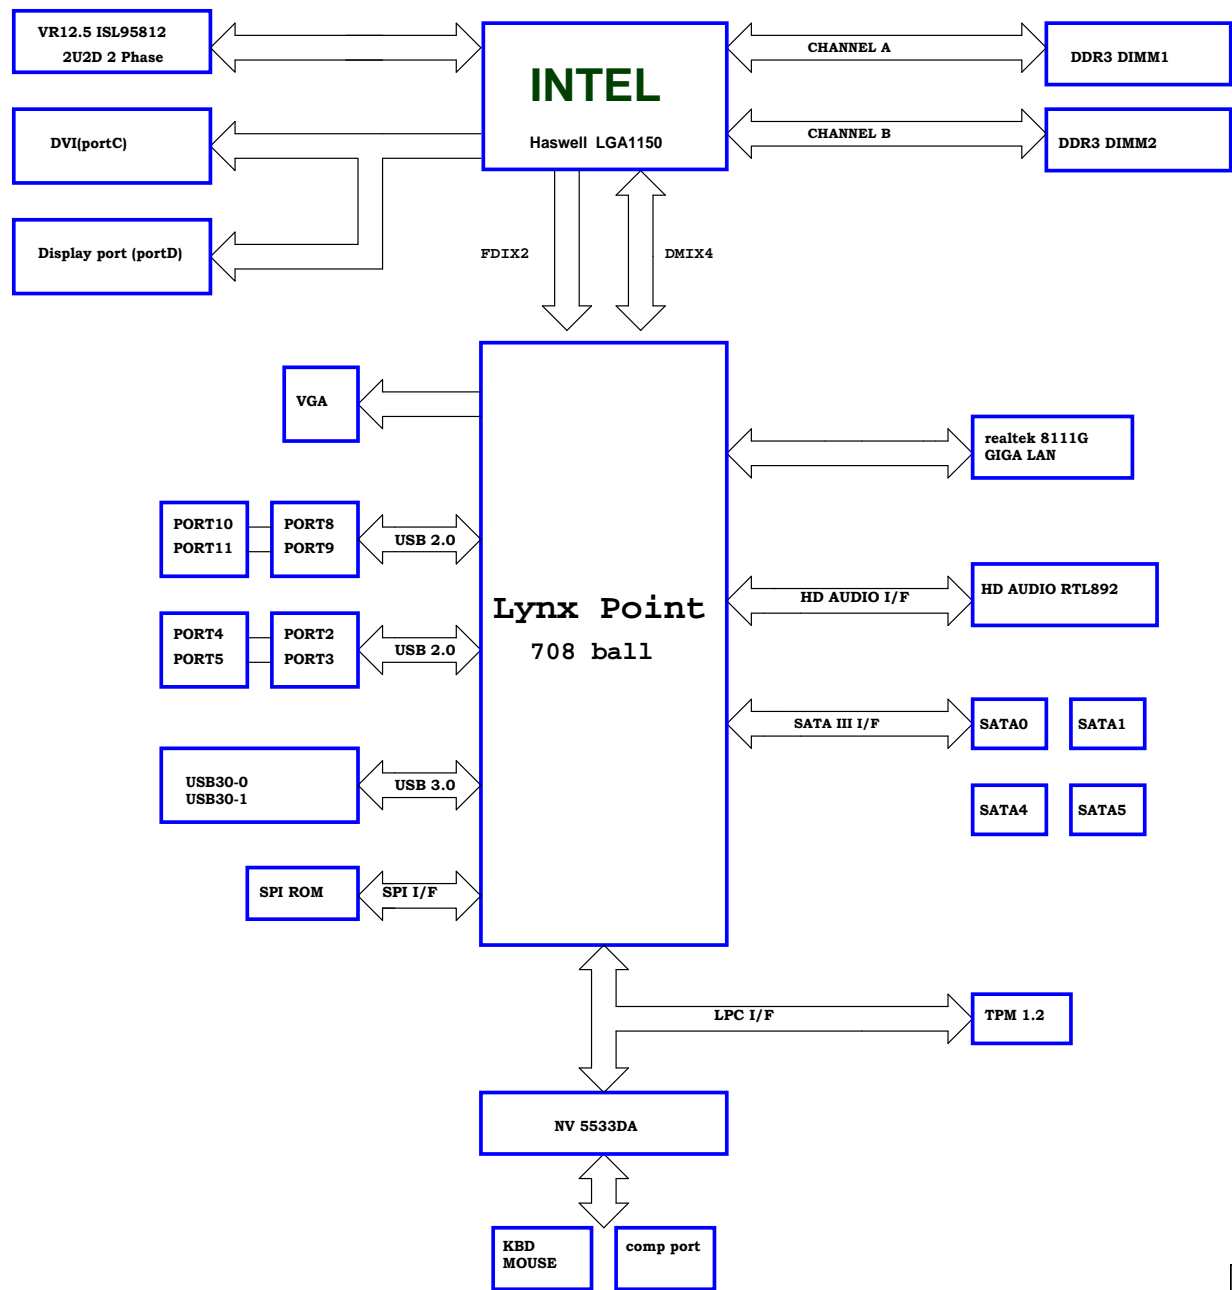 VR12.5 ISL95812
2U2D 2 Phase
INTEL
Haswell LGA1150
CHANNEL A
DDR3 DIMM1
DVI(portC)
CHANNEL B
DDR3 DIMM2
Display port (portD)
FDIX2
DMIX4
VGA
realtek 8111G
GIGA LAN
PORT10
PORT11
PORT8
PORT9
USB 2.0
Lynx Point
708 ball
HD AUDIO I/F
HD AUDIO RTL892
PORT4
PORT5
PORT2
PORT3
USB 2.0
SATA III I/F
SATA0
SATA1
USB30-0
USB30-1
USB 3.0
SATA4
SATA5
SPI ROM
SPI I/F
LPC I/F
TPM 1.2
NV 5533DA
KBD
MOUSE
comp port